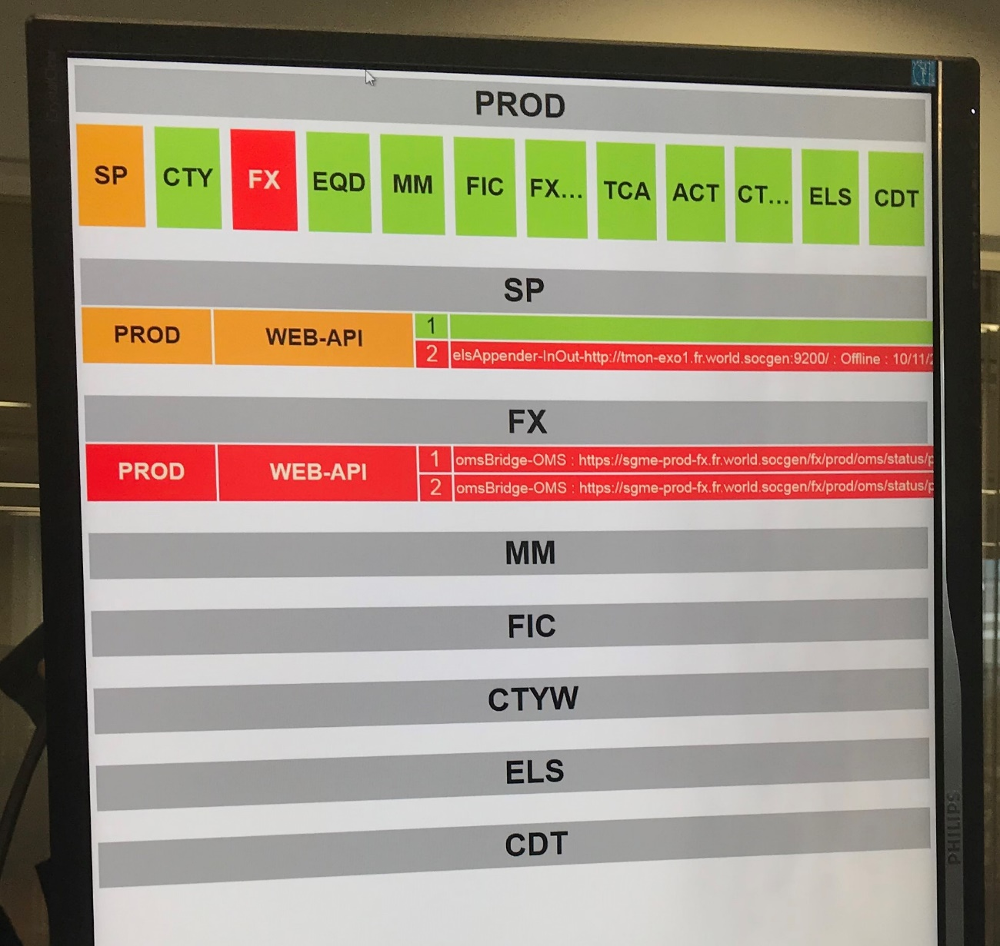 PROD
SP CTY FX EQD MM FIC FX... TCA ACT CT... ELS CDT
SP
PROD WEB-API 1
2 elsAppender-InOut-http://tmon-exo1.fr.world.socgen:9200/ : Offline : 10/11/
FX
PROD WEB-API 1 omsBridge-OMS : https://sgme-prod-fx.fr.world.socgen/fx/prod/oms/status/p
2 omsBridge-OMS : https://sgme-prod-fx.fr.world.socgen/fx/prod/oms/status/p
MM
FIC
CTYW
ELS
CDT
PHILIPS